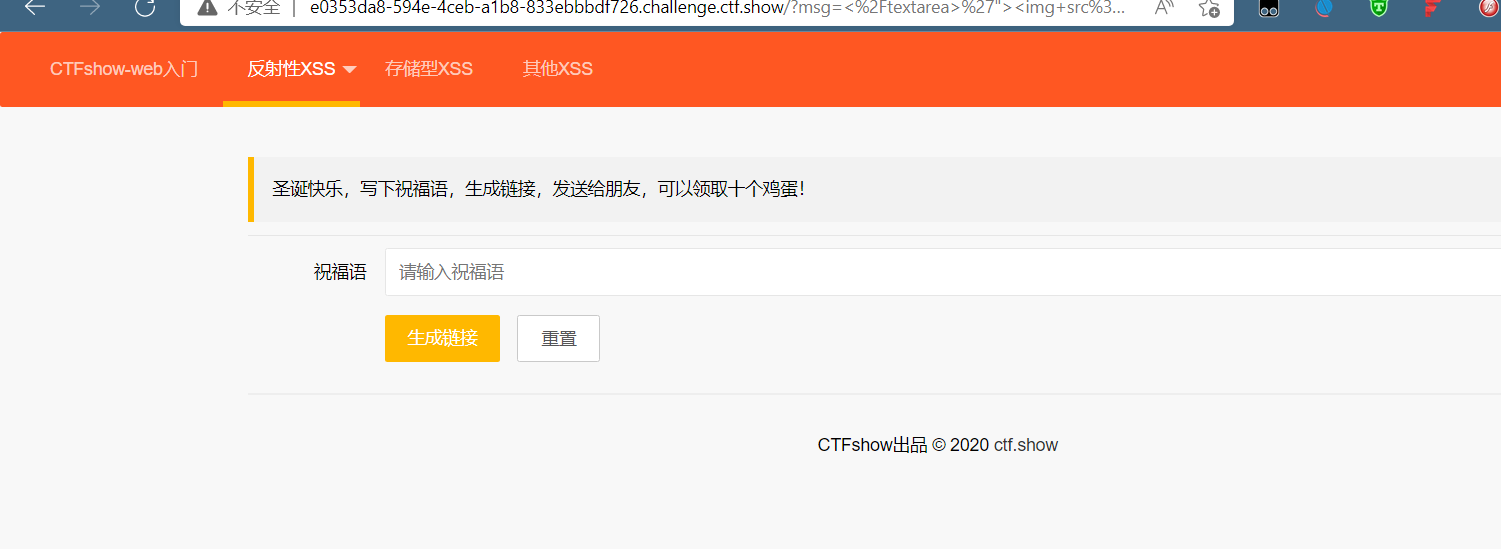 不安全 | e0353da8-594e-4ceb-a1b8-833ebbbdf726.challenge.ctf.show/?msg=<%2Ftextarea>%27"><img+src%3...
CTFshow-web入门 反射性XSS 存储型XSS 其他XSS
圣诞快乐，写下祝福语，生成链接，发送给朋友，可以领取十个鸡蛋！
祝福语 请输入祝福语
生成链接 重置
CTFshow出品 © 2020 ctf.show